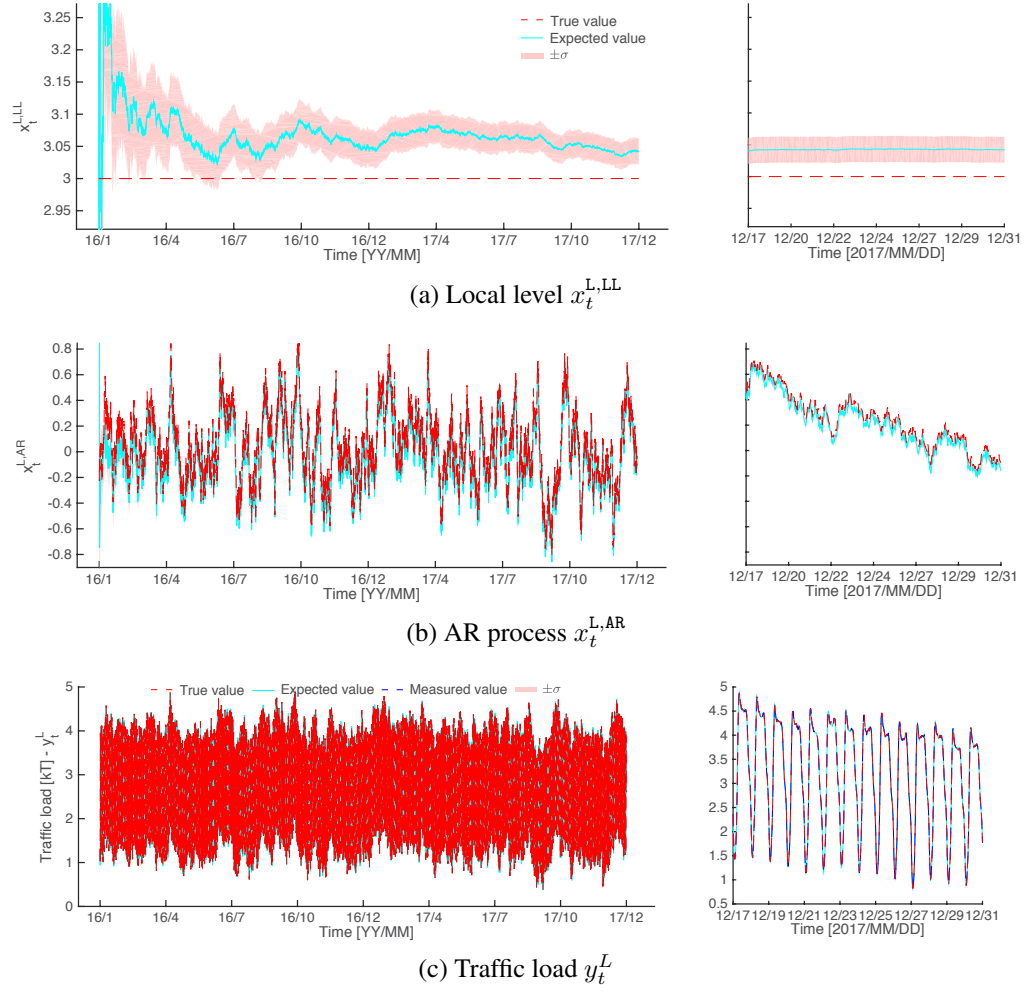 3.25
3.2
3.15
3.1
3.05
3
2.95
x_t^{L,LL}
True value
Expected value
±σ
16/1 16/4 16/7 16/10 16/12 17/4 17/7 17/10 17/12
Time [YY/MM]
12/17 12/20 12/22 12/24 12/27 12/29 12/31
Time [2017/MM/DD]
(a) Local level x_t^{L,LL}
0.8
0.6
0.4
0.2
0
-0.2
-0.4
-0.6
-0.8
x_t^{L,AR}
16/1 16/4 16/7 16/10 16/12 17/4 17/7 17/10 17/12
Time [YY/MM]
12/17 12/20 12/22 12/24 12/27 12/29 12/31
Time [2017/MM/DD]
(b) AR process x_t^{L,AR}
True value Expected value Measured value ±σ
5
4
3
2
1
0
Traffic load [kT] - y_t^L
16/1 16/4 16/7 16/10 16/12 17/4 17/7 17/10 17/12
Time [YY/MM]
5
4.5
4
3.5
3
2.5
2
1.5
1
0.5
12/17 12/19 12/21 12/23 12/25 12/27 12/29 12/31
Time [2017/MM/DD]
(c) Traffic load y_t^L